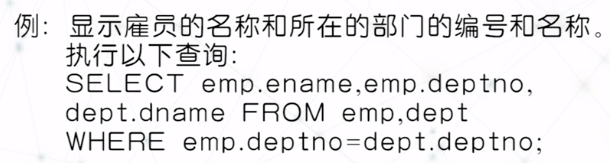 例：显示雇员的名称和所在的部门的编号和名称。
执行以下查询：
SELECT emp.ename,emp.deptno,
dept.dname FROM emp,dept
WHERE emp.deptno=dept.deptno;